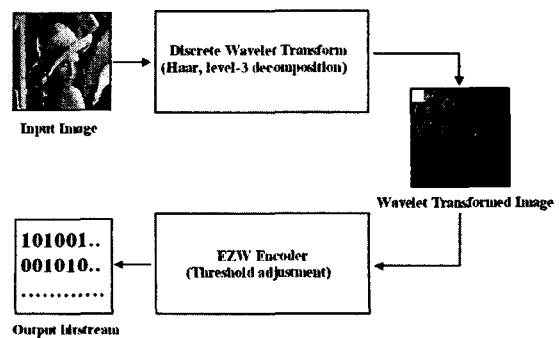 Discrete Wavelet Transform
(Haar, level-3 decomposition)
Input Image
Wavelet Transformed Image
101001..
001010..
............
EZW Encoder
(Threshold adjustment)
Output bitstream